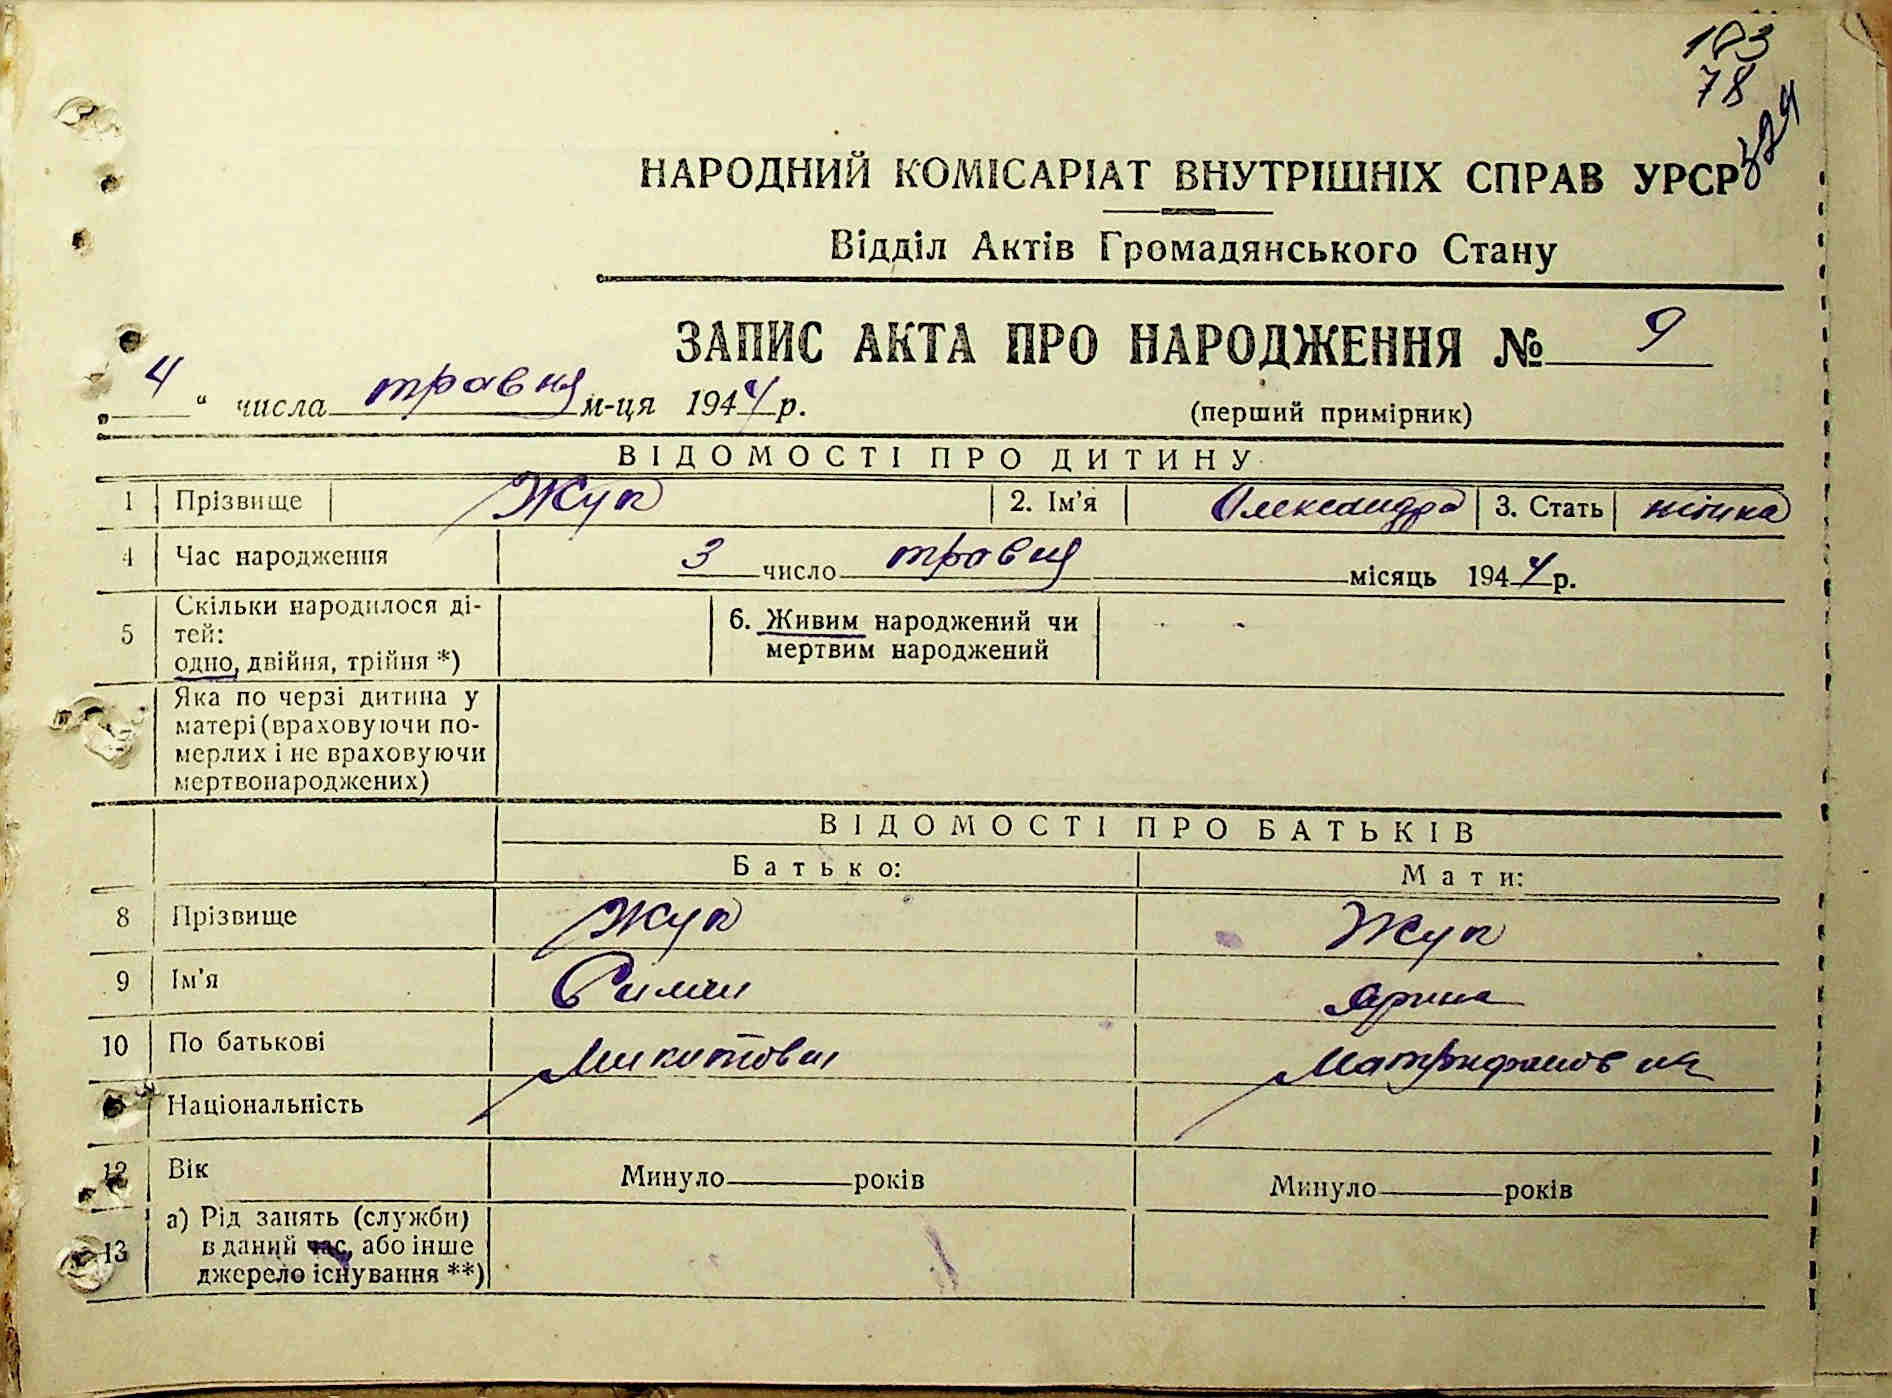 103
78
НАРОДНИЙ КОМІСАРІАТ ВНУТРІШНІХ СПРАВ УРСР
Відділ Актів Громадянського Стану
ЗАПИС АКТА ПРО НАРОДЖЕННЯ № 9
„4“ числа травня м-ця 1944 р.
(перший примірник)
ВІДОМОСТІ ПРО ДИТИНУ
1 Прізвище Жук 2. Ім'я Олександра 3. Стать жінка
4 Час народження 3 число травня місяць 1944 р.
5 Скільки народилося ді-
тей:
одно, двійня, трійня *)
6. Живим народжений чи
мертвим народжений
Яка по черзі дитина у
матері (враховуючи по-
мерлих і не враховуючи
мертвонароджених)
ВІДОМОСТІ ПРО БАТЬКІВ
Батько: Мати:
8 Прізвище Жук Жук
9 Ім'я Ярина
10 По батькові Микитович
Національність
12 Вік Минуло років Минуло років
13 а) Рід занять (служби)
в даний час, або інше
джерело існування **)